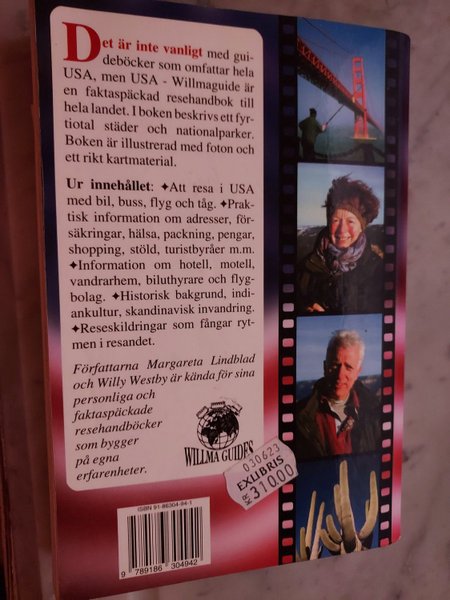 Det är inte vanligt med gui-
deböcker som omfattar hela
USA, men USA - Willmaguide är
en faktaspäckad resehandbok till
hela landet. I boken beskrivs ett fyr-
tiotal städer och nationalparker.
Boken är illustrerad med foton och
ett rikt kartmaterial.
Ur innehållet: ✦Att resa i USA
med bil, buss, flyg och tåg. ✦Prak-
tisk information om adresser, för-
säkringar, hälsa, packning, pengar,
shopping, stöld, turistbyråer m.m.
✦Information om hotell, motell,
vandrarhem, biluthyrare och flyg-
bolag. ✦Historisk bakgrund, indi-
ankultur, skandinavisk invandring.
✦Reseskildringar som fångar ryt-
men i resandet.
Författarna Margareta Lindblad
och Willy Westby är kända för sina
personliga och
faktaspäckade
resehandböcker
som bygger
på egna
erfarenheter.
WILLMA GUIDES
030623
EXLIBRIS
KR 31000
ISBN 91-86304-94-1
9 789186 304942